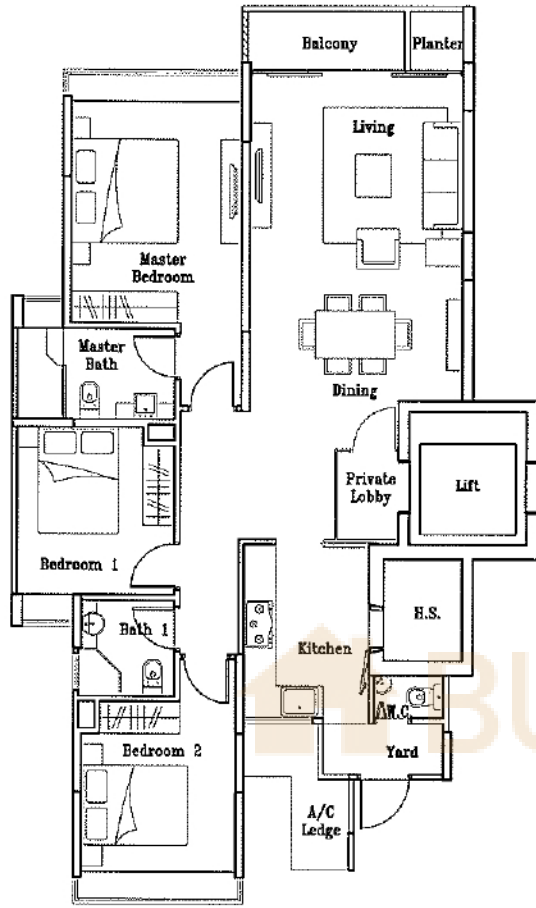 Balcony
Planter
Living
Master
Bedroom
Master
Bath
Dining
Private
Lobby
Lift
Bedroom 1
H.S.
Bath 1
Kitchen
W.C
Bedroom 2
Yard
A/C
Ledge
BU